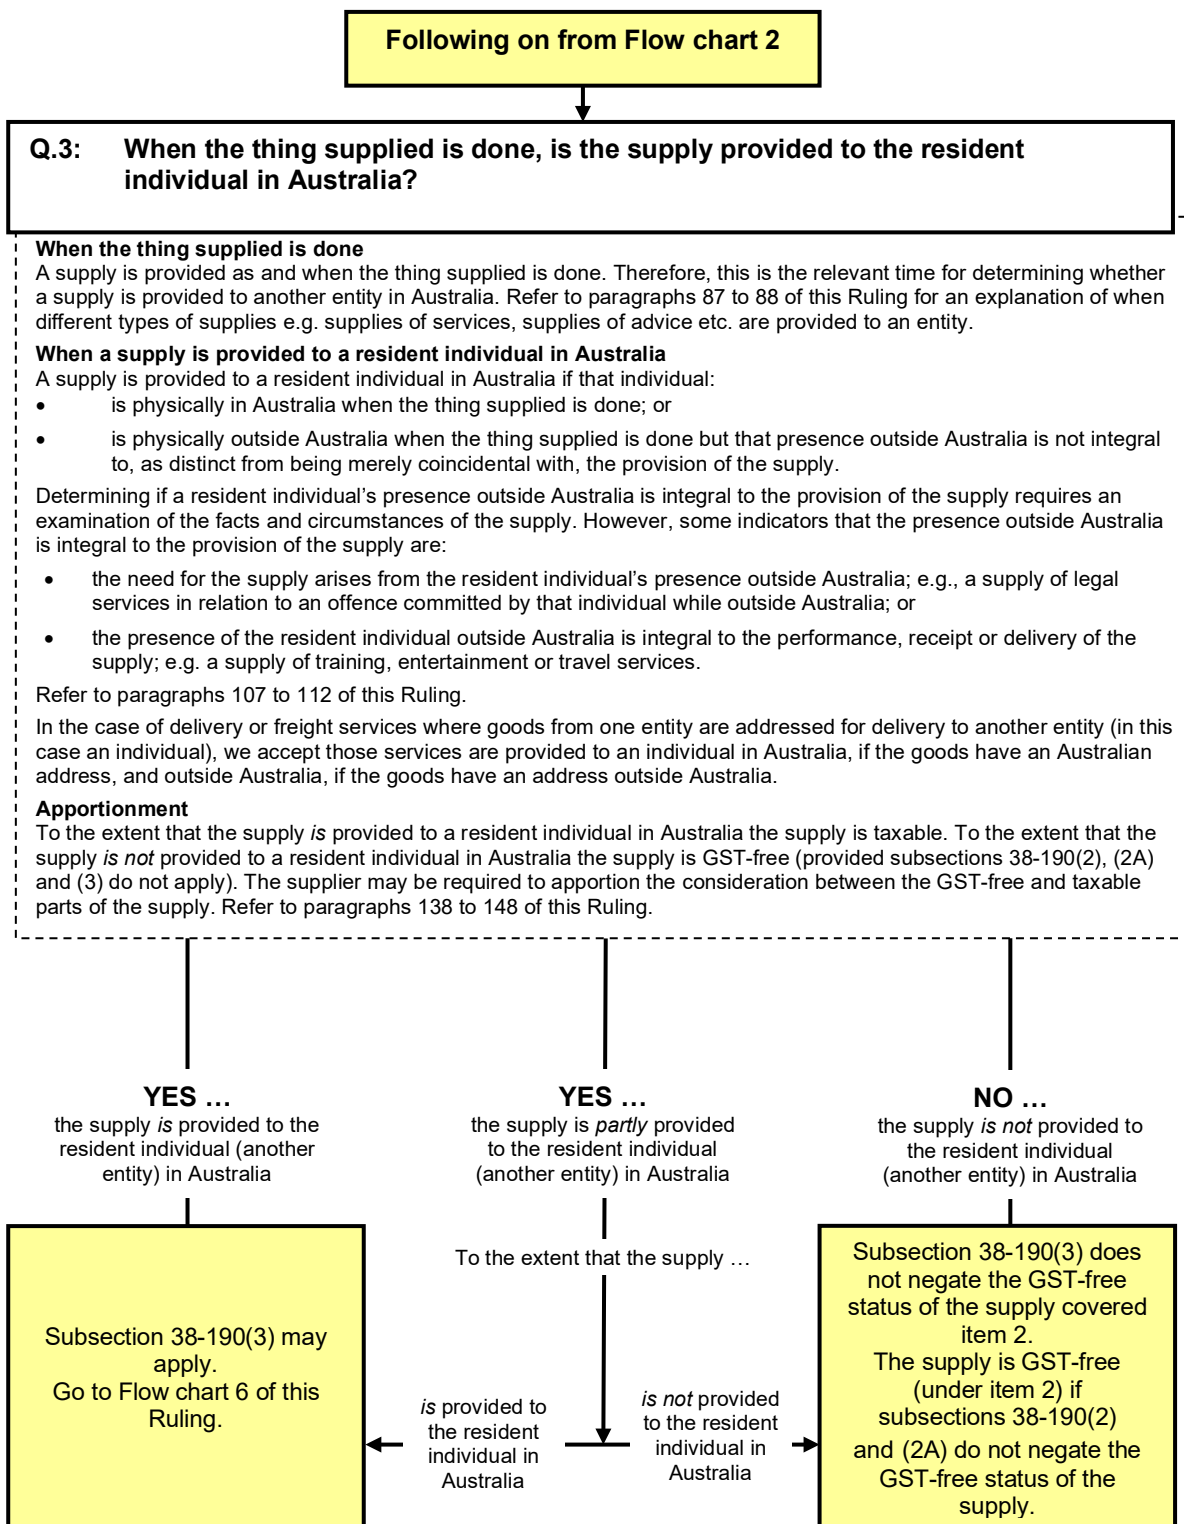 Following on from Flow chart 2
Q.3: When the thing supplied is done, is the supply provided to the resident
individual in Australia?
When the thing supplied is done
A supply is provided as and when the thing supplied is done. Therefore, this is the relevant time for determining whether
a supply is provided to another entity in Australia. Refer to paragraphs 87 to 88 of this Ruling for an explanation of when
different types of supplies e.g. supplies of services, supplies of advice etc. are provided to an entity.
When a supply is provided to a resident individual in Australia
A supply is provided to a resident individual in Australia if that individual:
• is physically in Australia when the thing supplied is done; or
• is physically outside Australia when the thing supplied is done but that presence outside Australia is not integral
to, as distinct from being merely coincidental with, the provision of the supply.
Determining if a resident individual's presence outside Australia is integral to the provision of the supply requires an
examination of the facts and circumstances of the supply. However, some indicators that the presence outside Australia
is integral to the provision of the supply are:
• the need for the supply arises from the resident individual's presence outside Australia; e.g., a supply of legal
services in relation to an offence committed by that individual while outside Australia; or
• the presence of the resident individual outside Australia is integral to the performance, receipt or delivery of the
supply; e.g. a supply of training, entertainment or travel services.
Refer to paragraphs 107 to 112 of this Ruling.
In the case of delivery or freight services where goods from one entity are addressed for delivery to another entity (in this
case an individual), we accept those services are provided to an individual in Australia, if the goods have an Australian
address, and outside Australia, if the goods have an address outside Australia.
Apportionment
To the extent that the supply is provided to a resident individual in Australia the supply is taxable. To the extent that the
supply is not provided to a resident individual in Australia the supply is GST-free (provided subsections 38-190(2), (2A)
and (3) do not apply). The supplier may be required to apportion the consideration between the GST-free and taxable
parts of the supply. Refer to paragraphs 138 to 148 of this Ruling.
YES …
the supply is provided to the
resident individual (another
entity) in Australia
YES…
the supply is partly provided
to the resident individual
(another entity) in Australia
NO …
the supply is not provided to
the resident individual
(another entity) in Australia
Subsection 38-190(3) may
apply.
Go to Flow chart 6 of this
Ruling.
To the extent that the supply …
is provided to
the resident
individual in
Australia
is not provided
to the resident
individual in
Australia
Subsection 38-190(3) does
not negate the GST-free
status of the supply covered
item 2.
The supply is GST-free
(under item 2) if
subsections 38-190(2)
and (2A) do not negate the
GST-free status of the
supply.